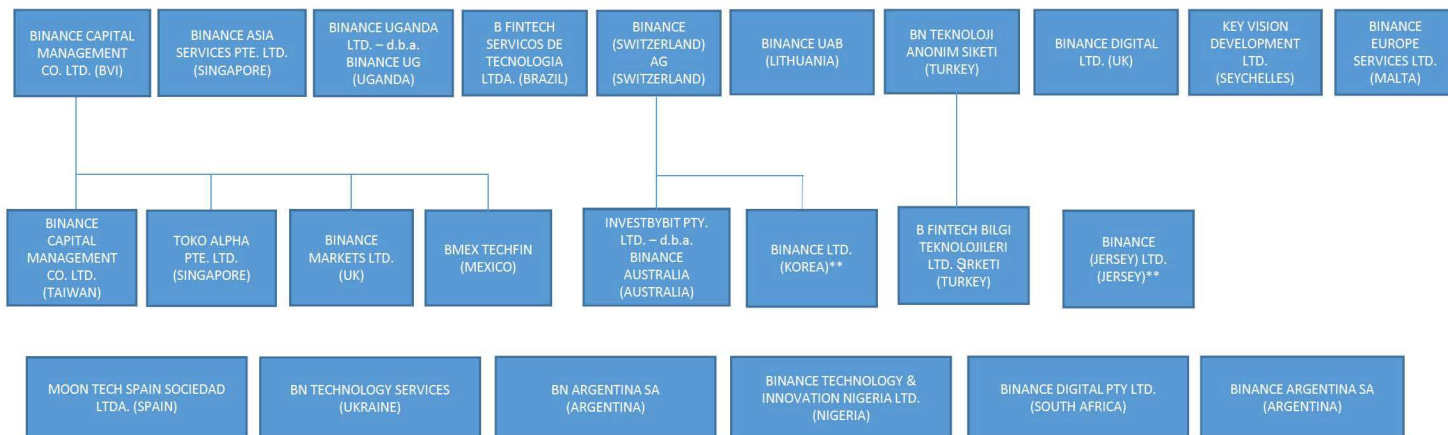 BINANCE CAPITAL
MANAGEMENT
CO. LTD. (BVI)
BINANCE ASIA
SERVICES PTE. LTD.
(SINGAPORE)
BINANCE UGANDA
LTD. – d.b.a.
BINANCE UG
(UGANDA)
B FINTECH
SERVICOS DE
TECNOLOGIA
LTDA. (BRAZIL)
BINANCE
(SWITZERLAND)
AG
(SWITZERLAND)
BINANCE UAB
(LITHUANIA)
BN TEKNOLOJI
ANONIM SIKETI
(TURKEY)
BINANCE DIGITAL
LTD. (UK)
KEY VISION
DEVELOPMENT
LTD.
(SEYCHELLES)
BINANCE
EUROPE
SERVICES LTD.
(MALTA)
BINANCE
CAPITAL
MANAGEMENT
CO. LTD.
(TAIWAN)
TOKO ALPHA
PTE. LTD.
(SINGAPORE)
BINANCE
MARKETS LTD.
(UK)
BMEX TECHFIN
(MEXICO)
INVESTBYBIT PTY.
LTD. – d.b.a.
BINANCE
AUSTRALIA
(AUSTRALIA)
BINANCE LTD.
(KOREA)**
B FINTECH BILGI
TEKNOLOJILERI
LTD. ŞRKETI
(TURKEY)
BINANCE
(JERSEY) LTD.
(JERSEY)**
MOON TECH SPAIN SOCIEDAD
LTDA. (SPAIN)
BN TECHNOLOGY SERVICES
(UKRAINE)
BN ARGENTINA SA
(ARGENTINA)
BINANCE TECHNOLOGY &
INNOVATION NIGERIA LTD.
(NIGERIA)
BINANCE DIGITAL PTY LTD.
(SOUTH AFRICA)
BINANCE ARGENTINA SA
(ARGENTINA)